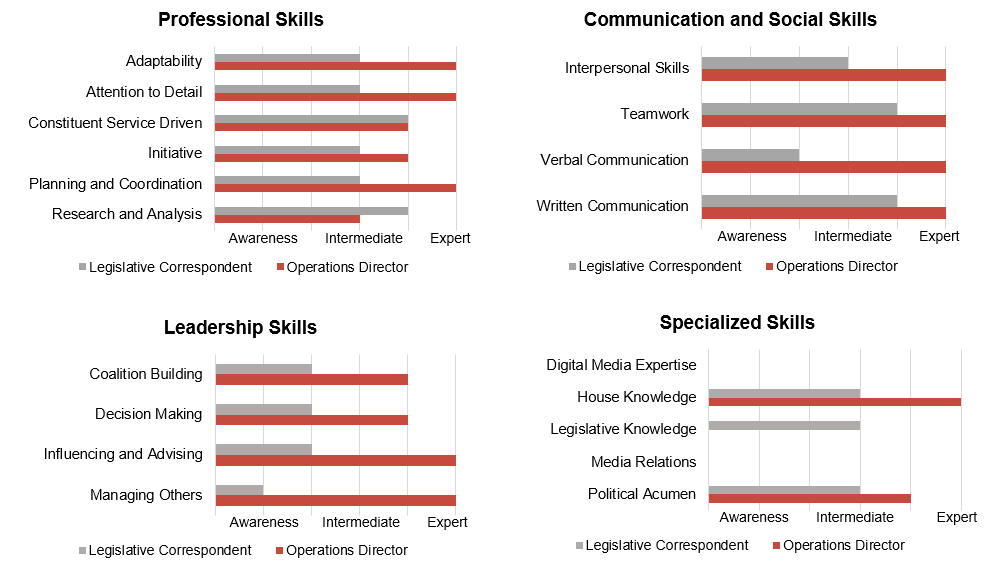 Professional Skills
Adaptability
Attention to Detail
Constituent Service Driven
Initiative
Planning and Coordination
Research and Analysis
Awareness Intermediate Expert
Legislative Correspondent Operations Director
Communication and Social Skills
Interpersonal Skills
Teamwork
Verbal Communication
Written Communication
Awareness Intermediate Expert
Legislative Correspondent Operations Director
Leadership Skills
Coalition Building
Decision Making
Influencing and Advising
Managing Others
Awareness Intermediate Expert
Legislative Correspondent Operations Director
Specialized Skills
Digital Media Expertise
House Knowledge
Legislative Knowledge
Media Relations
Political Acumen
Awareness Intermediate Expert
Legislative Correspondent Operations Director